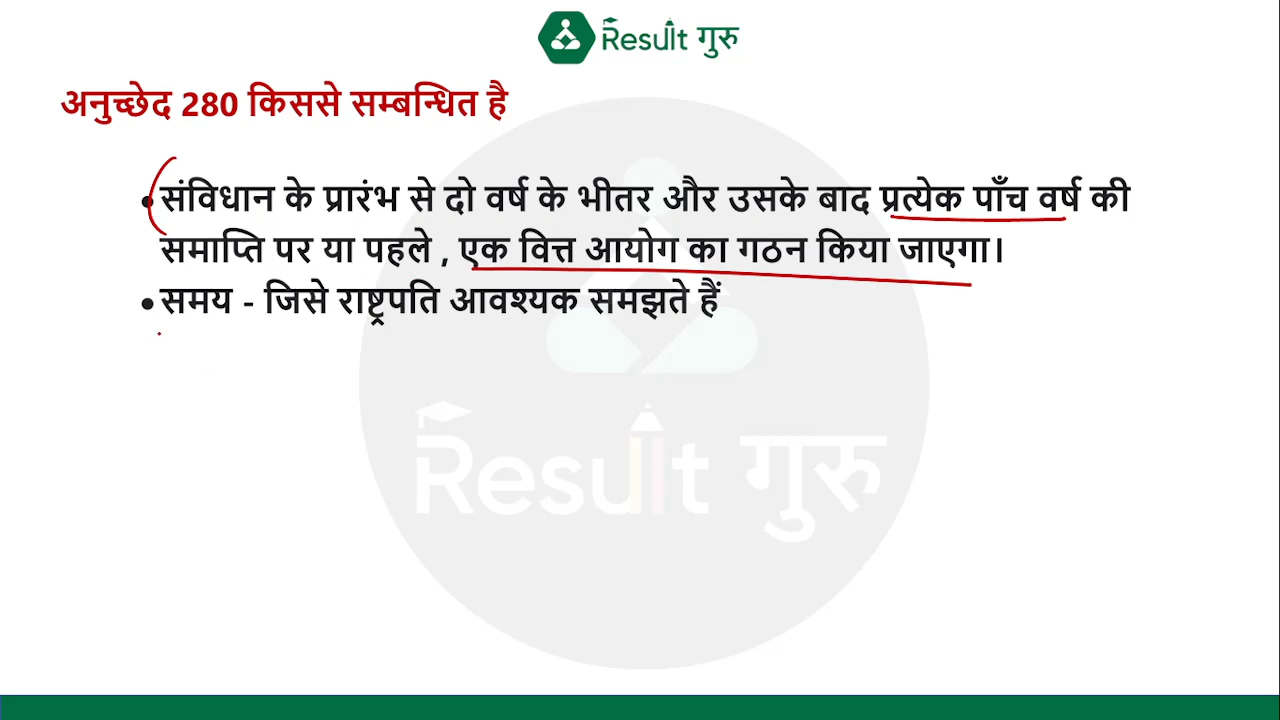 Result गुरु
अनुच्छेद 280 किससे सम्बन्धित है
• संविधान के प्रारंभ से दो वर्ष के भीतर और उसके बाद प्रत्येक पाँच वर्ष की
समाप्ति पर या पहले , एक वित्त आयोग का गठन किया जाएगा।
• समय - जिसे राष्ट्रपति आवश्यक समझते हैं
Result गुरु